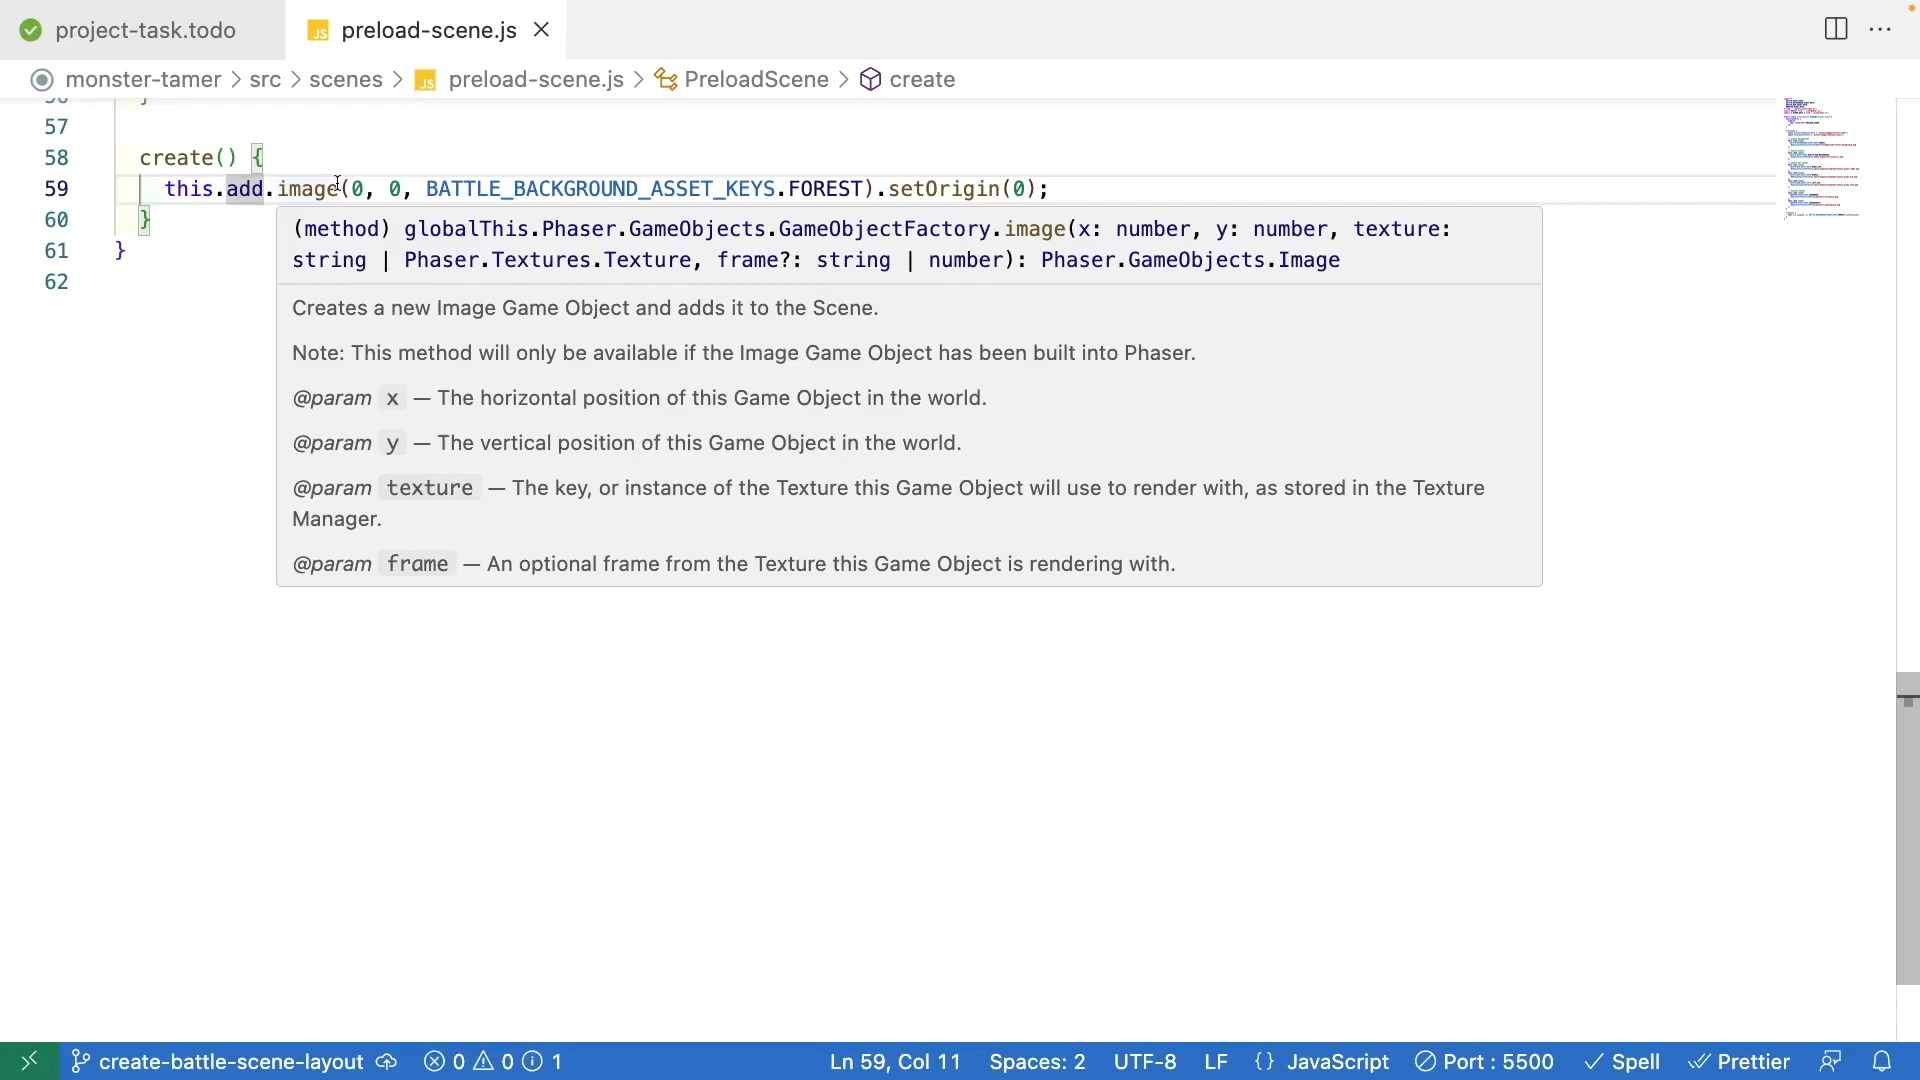 project-task.todo
JS preload-scene.js
monster-tamer > src > scenes > JS preload-scene.js > PreloadScene > create
56 }
57
58 create() {
59 this.add.image(0, 0, BATTLE_BACKGROUND_ASSET_KEYS.FOREST).setOrigin(0);
60 }
61 }
62
(method) globalThis.Phaser.GameObjects.GameObjectFactory.image(x: number, y: number, texture:
string | Phaser.Textures.Texture, frame?: string | number): Phaser.GameObjects.Image
Creates a new Image Game Object and adds it to the Scene.
Note: This method will only be available if the Image Game Object has been built into Phaser.
@param x — The horizontal position of this Game Object in the world.
@param y — The vertical position of this Game Object in the world.
@param texture — The key, or instance of the Texture this Game Object will use to render with, as stored in the Texture
Manager.
@param frame — An optional frame from the Texture this Game Object is rendering with.
create-battle-scene-layout 0 0 1 Ln 59, Col 11 Spaces: 2 UTF-8 LF {} JavaScript Port : 5500 Spell Prettier